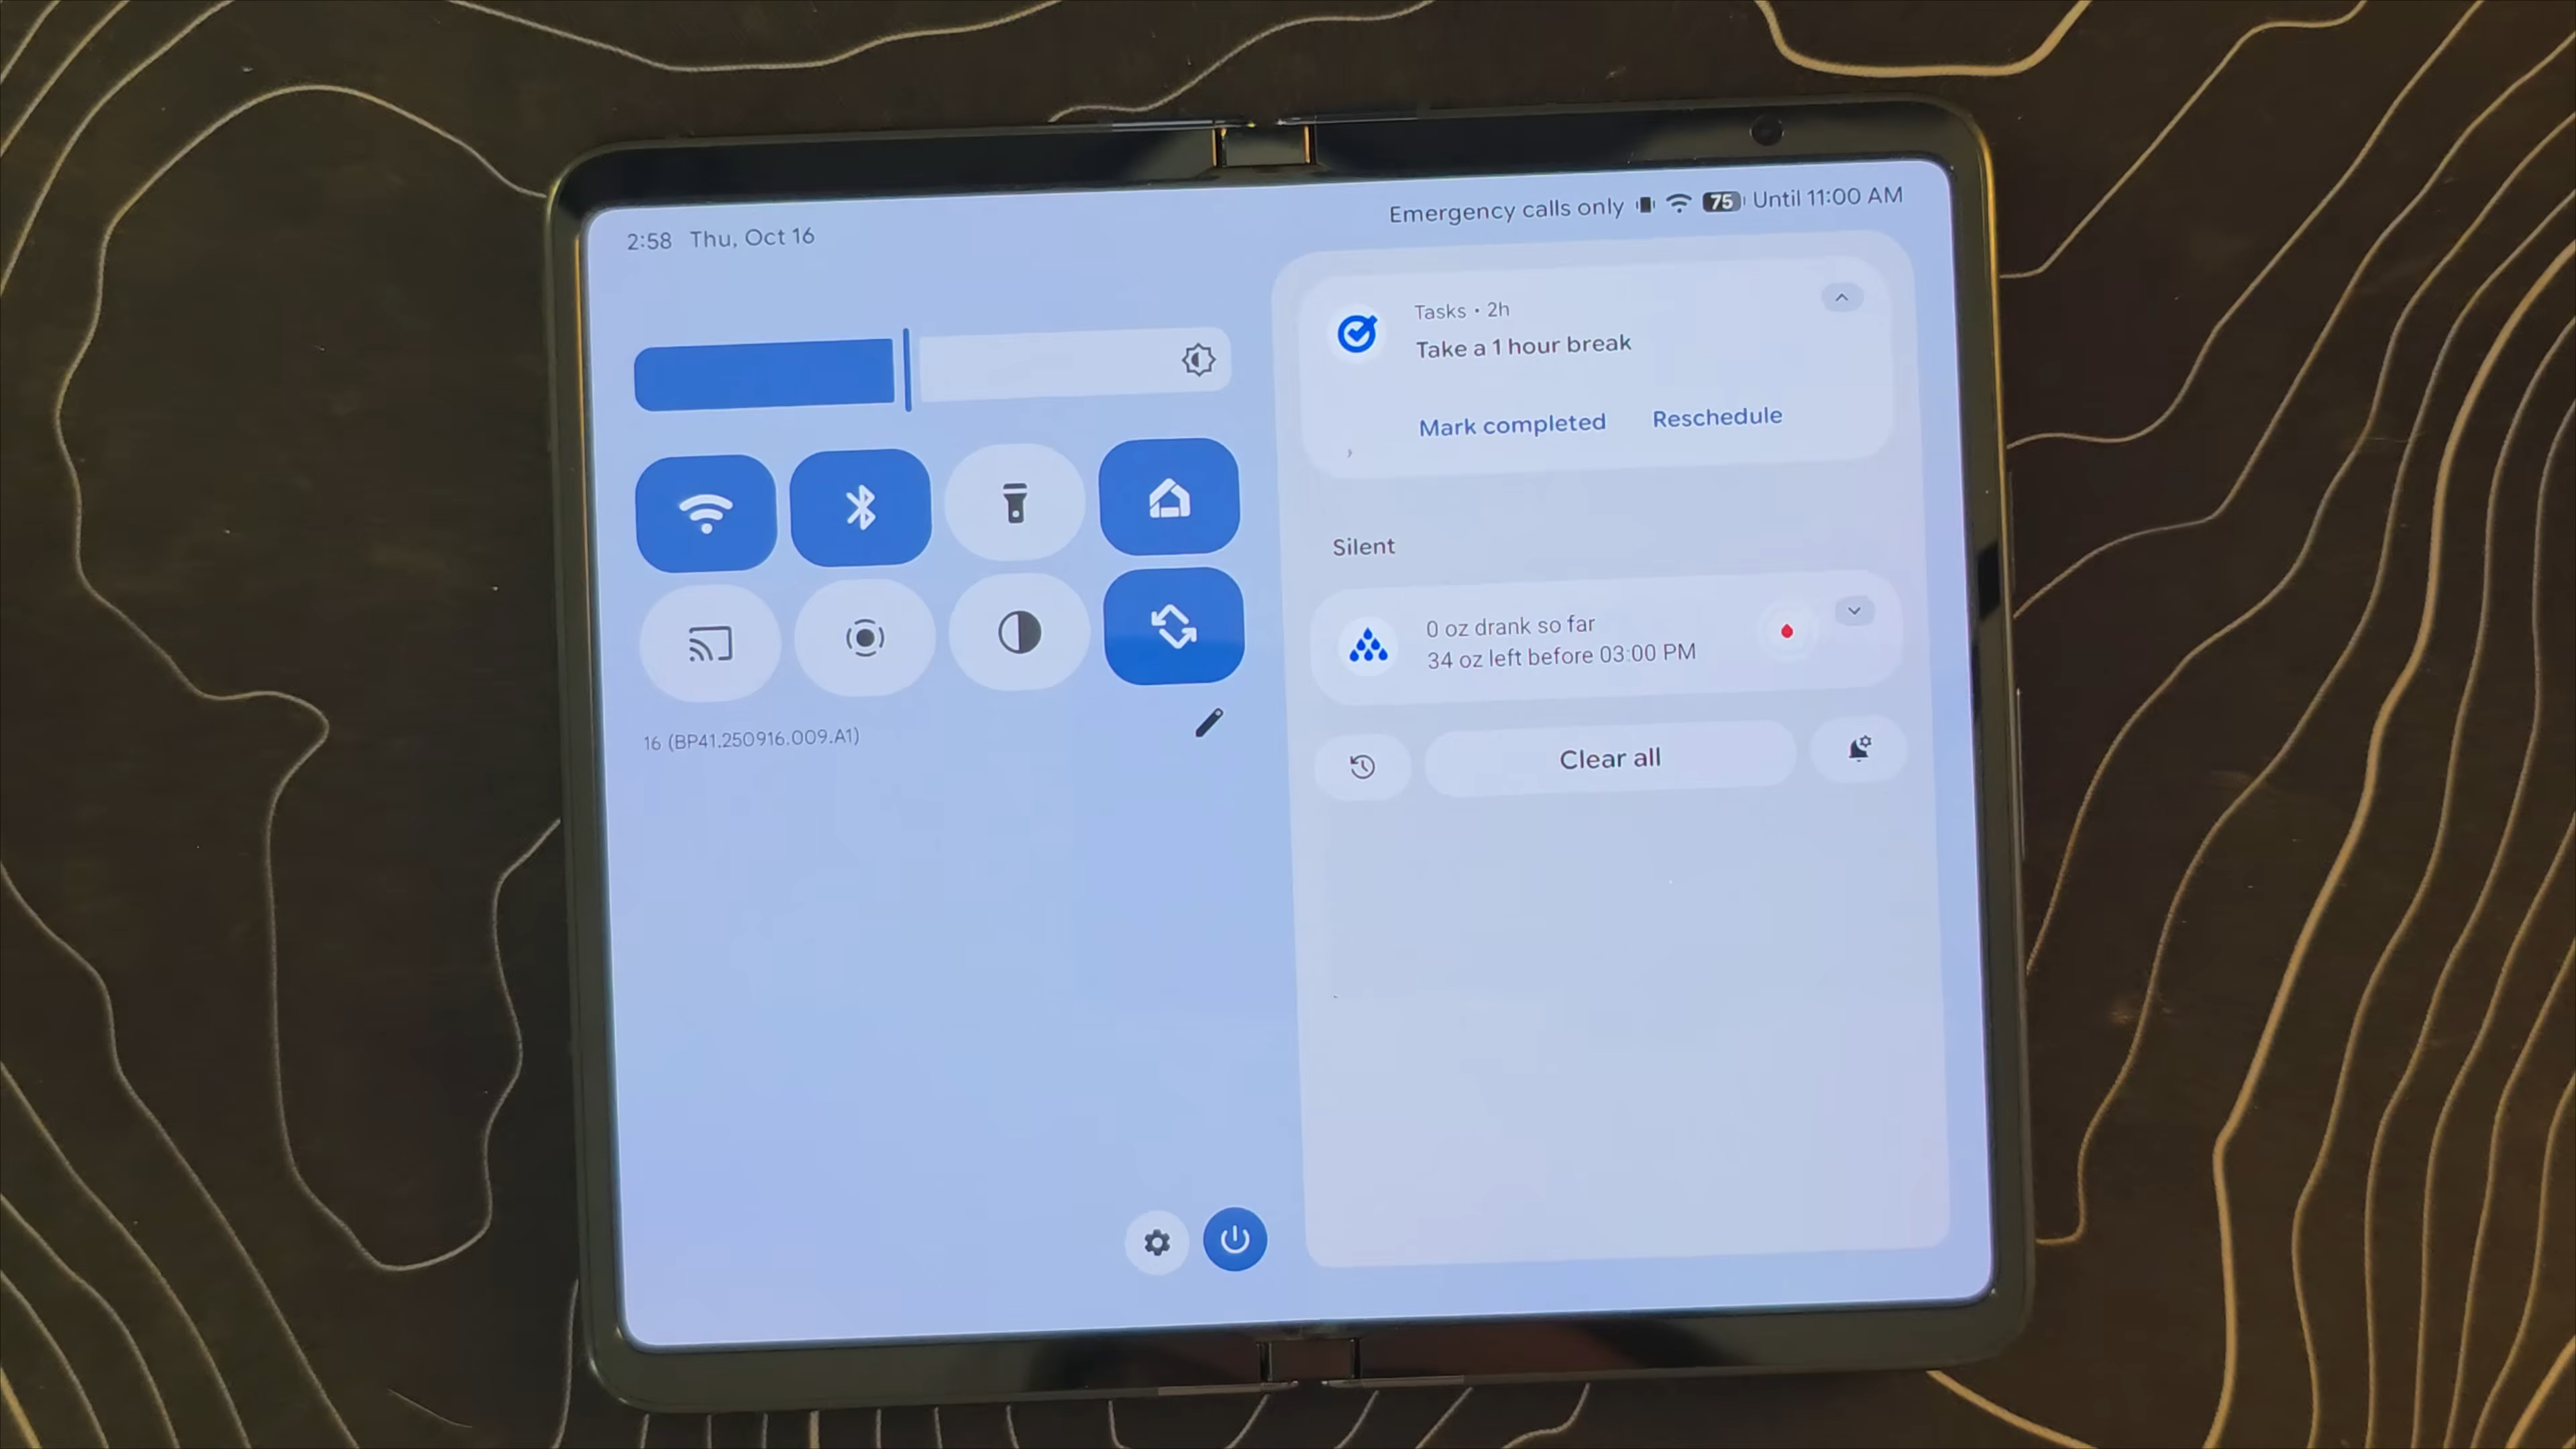 2:58 Thu, Oct 16
Emergency calls only 75 Until 11:00 AM
Tasks • 2h
Take a 1 hour break
Mark completed Reschedule
Silent
0 oz drank so far
34 oz left before 03:00 PM
Clear all
16 (BP41.250916.009.A1)